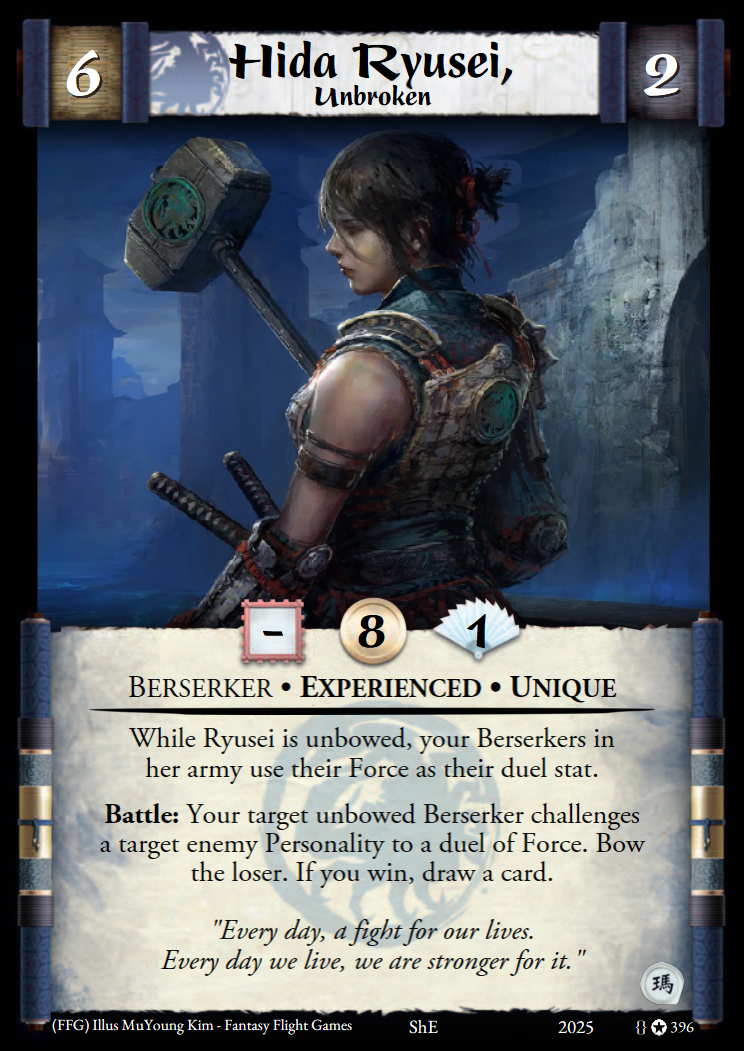 6
Hida Ryusei,
2
Unbroken
- 8 1
BERSERKER • EXPERIENCED • UNIQUE
While Ryusei is unbowed, your Berserkers in
her army use their Force as their duel stat.
Battle: Your target unbowed Berserker challenges
a target enemy Personality to a duel of Force. Bow
the loser. If you win, draw a card.
"Every day, a fight for our lives.
Every day we live, we are stronger for it."
瑪
(FFG) Illus MuYoung Kim - Fantasy Flight Games ShE 2025 {} ✪ 396